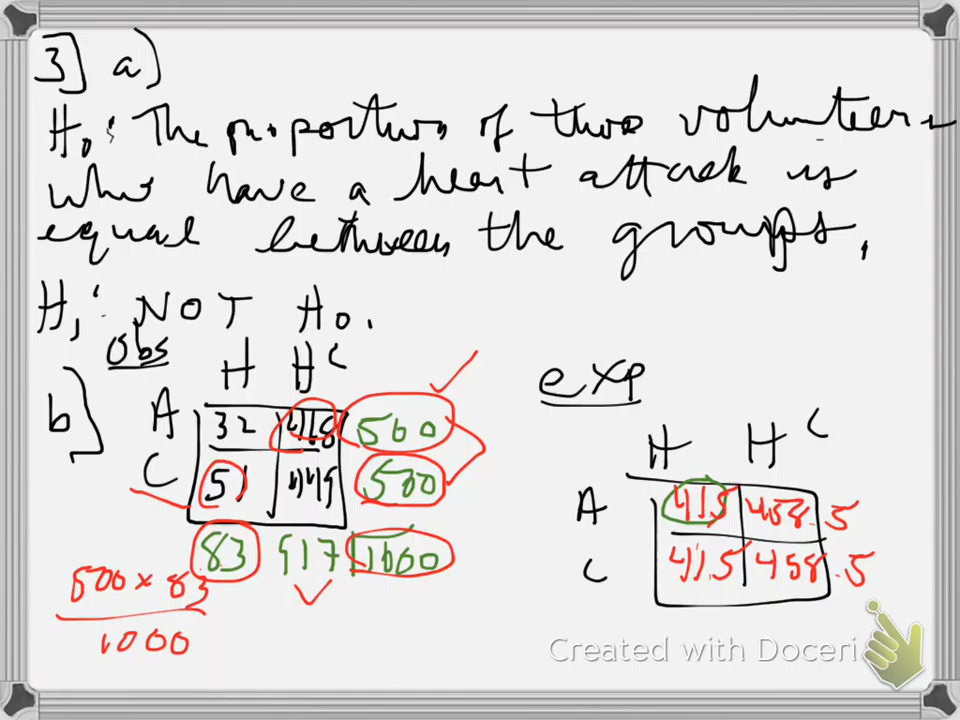 3] a)
H₀: The proportion of two volunteers
who have a heart attack is
equal between the groups.
H₁: NOT H₀.
Obs
H Hᶜ
b] A 32 468 500
C 51 449 500
83 917 1000
500 x 83
1000
exp
H Hᶜ
A 41.5 458.5
C 41.5 458.5
Created with Doceri